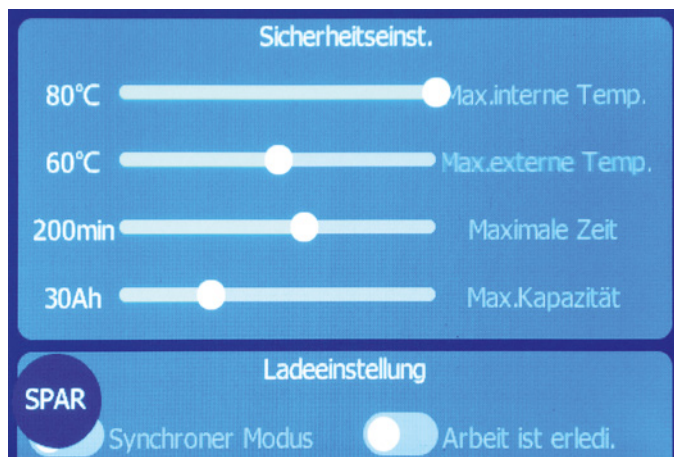 Sicherheitseinst.
80°C Max.interne Temp.
60°C Max.externe Temp.
200min Maximale Zeit
30Ah Max.Kapazität
Ladeeinstellung
SPAR
Synchroner Modus Arbeit ist erledi.